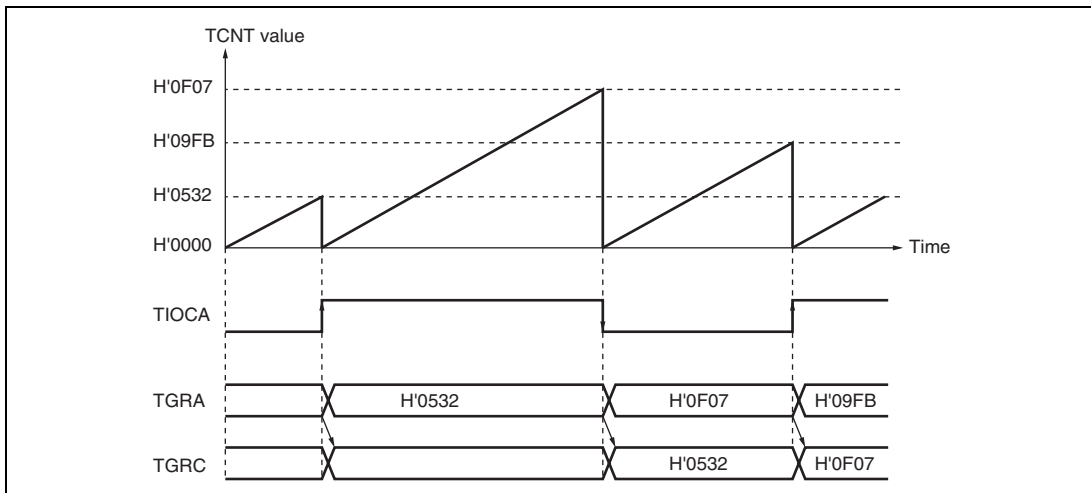 TCNT value
H'0F07
H'09FB
H'0532
H'0000
Time
TIOCA
TGRA
H'0532
H'0F07
H'09FB
TGRC
H'0532
H'0F07